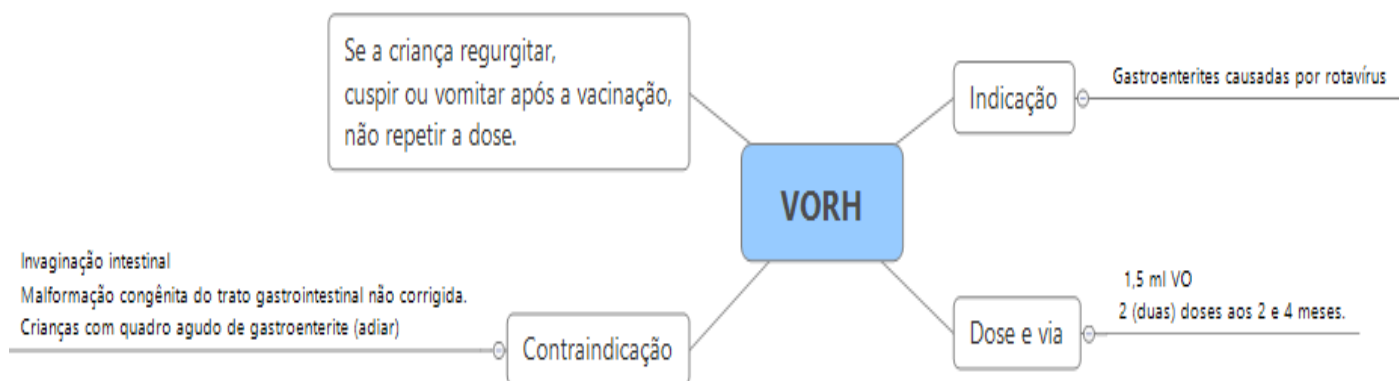 Se a criança regurgitar,
cuspir ou vomitar após a vacinação,
não repetir a dose.
Indicação
Gastroenterites causadas por rotavírus
VORH
Invaginação intestinal
Malformação congênita do trato gastrointestinal não corrigida.
Crianças com quadro agudo de gastroenterite (adiar)
Contraindicação
Dose e via
1,5 ml VO
2 (duas) doses aos 2 e 4 meses.